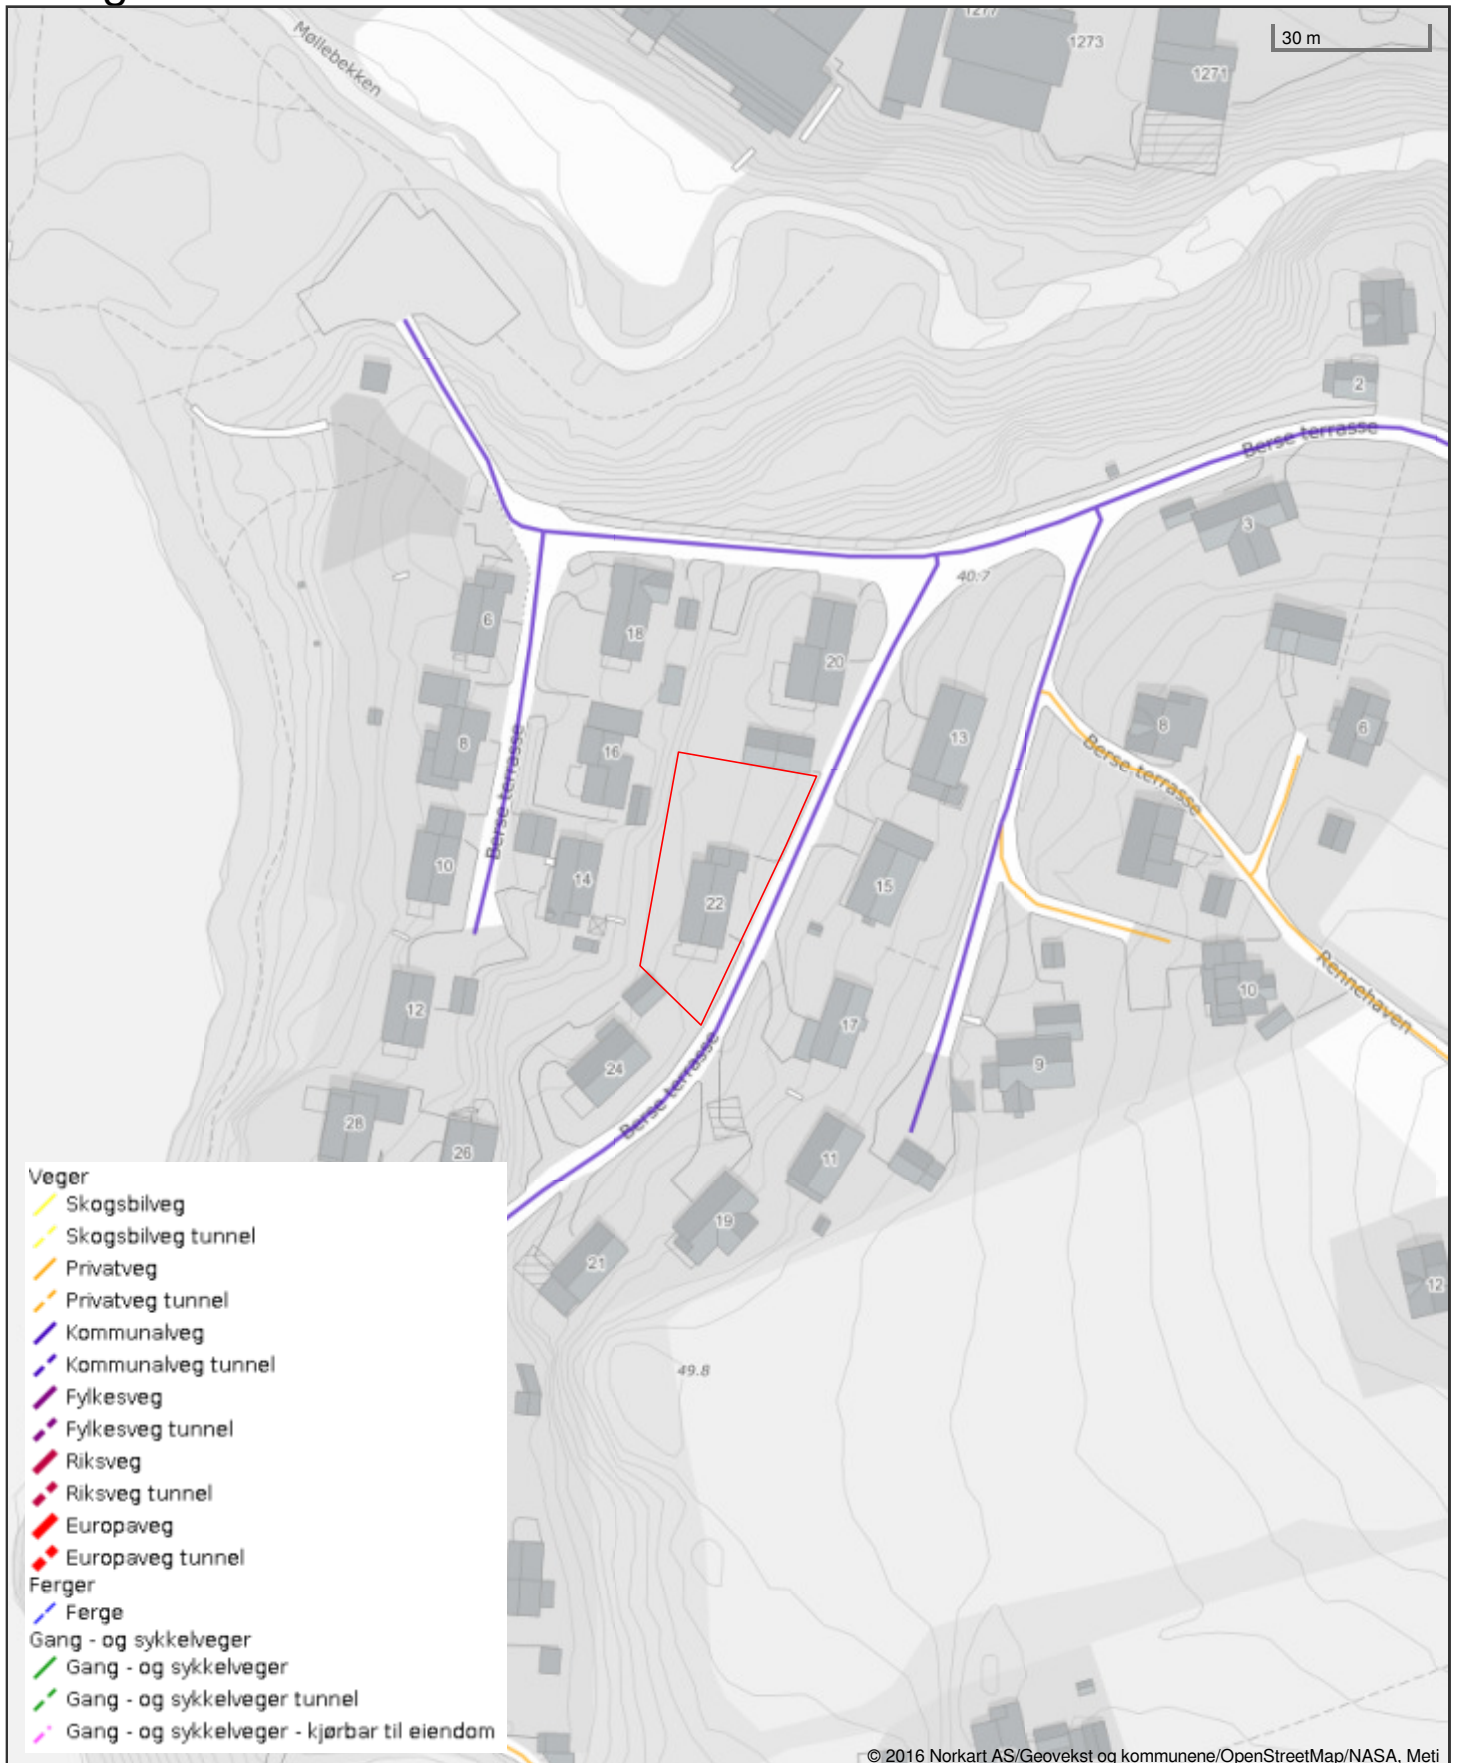 Møllebekken
1277
1273
1271
30 m
2
Berse terrasse
3
40.7
6
18
20
13
8
6
8
16
Berse terrasse
Berse terrasse
10
14
22
15
Rennehaven
10
12
17
24
9
Berse terrasse
28
26
11
19
21
12
49.8
Veger
Skogsbilveg
Skogsbilveg tunnel
Privatveg
Privatveg tunnel
Kommunalveg
Kommunalveg tunnel
Fylkesveg
Fylkesveg tunnel
Riksveg
Riksveg tunnel
Europaveg
Europaveg tunnel
Ferger
Ferge
Gang - og sykkelveger
Gang - og sykkelveger
Gang - og sykkelveger tunnel
Gang - og sykkelveger - kjørbar til eiendom
© 2016 Norkart AS/Geovekst og kommunene/OpenStreetMap/NASA, Meti